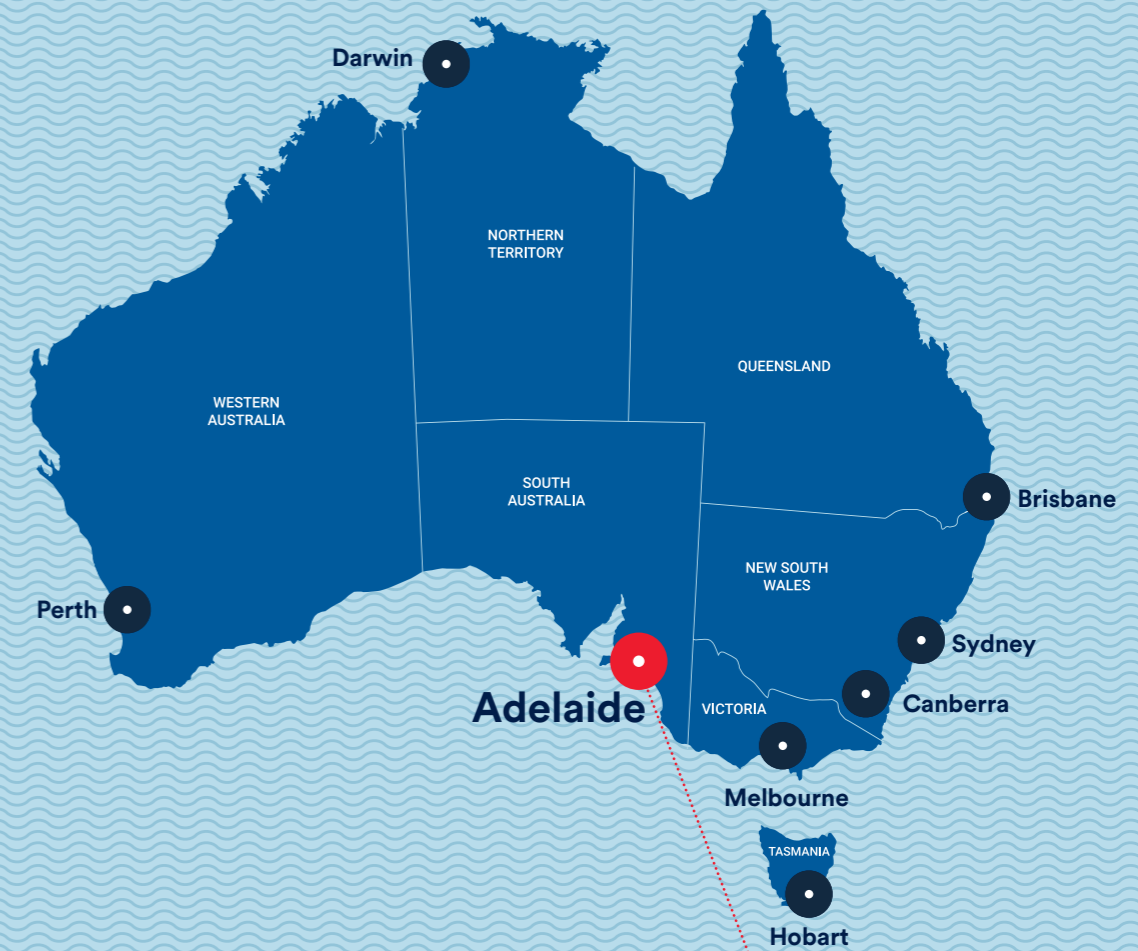 Darwin
NORTHERN
TERRITORY
QUEENSLAND
WESTERN
AUSTRALIA
SOUTH
AUSTRALIA
Brisbane
NEW SOUTH
WALES
Perth
Sydney
Adelaide
VICTORIA
Canberra
Melbourne
TASMANIA
Hobart